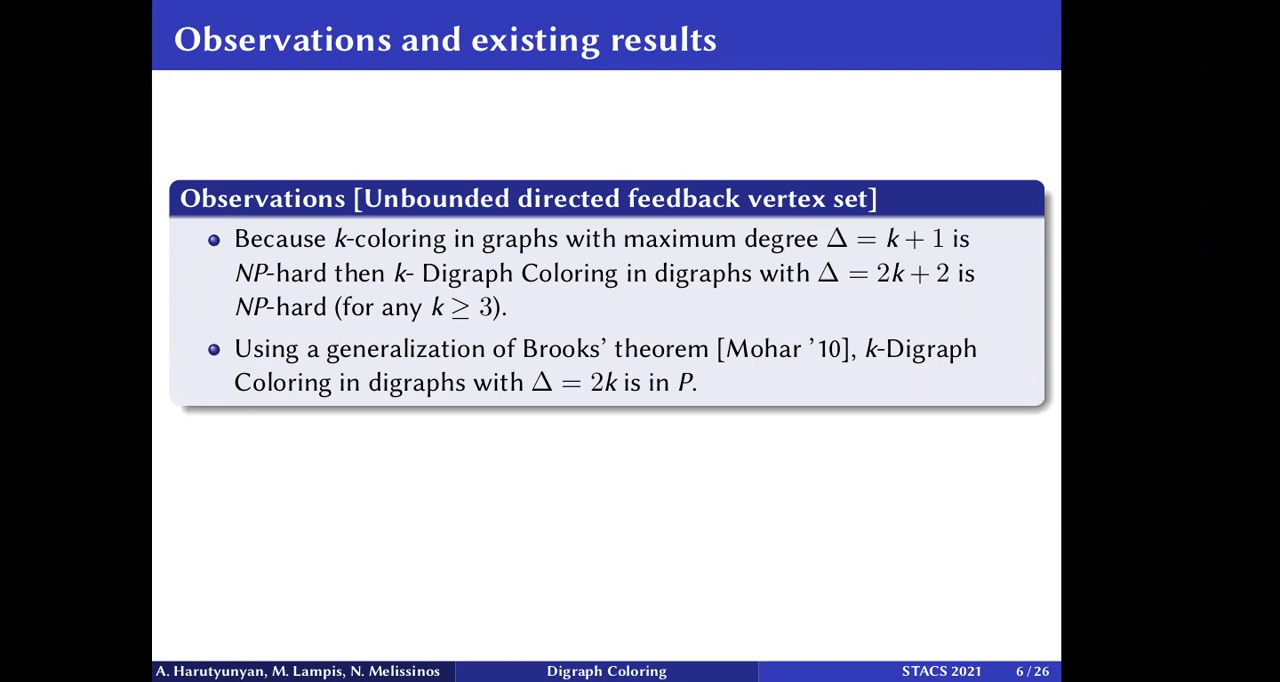 Observations and existing results
Observations [Unbounded directed feedback vertex set]
Because k-coloring in graphs with maximum degree Δ = k + 1 is
NP-hard then k- Digraph Coloring in digraphs with Δ = 2k + 2 is
NP-hard (for any k ≥ 3).
Using a generalization of Brooks' theorem [Mohar '10], k-Digraph
Coloring in digraphs with Δ = 2k is in P.
A. Harutyunyan, M. Lampis, N. Melissinos
Digraph Coloring
STACS 2021
6 / 26